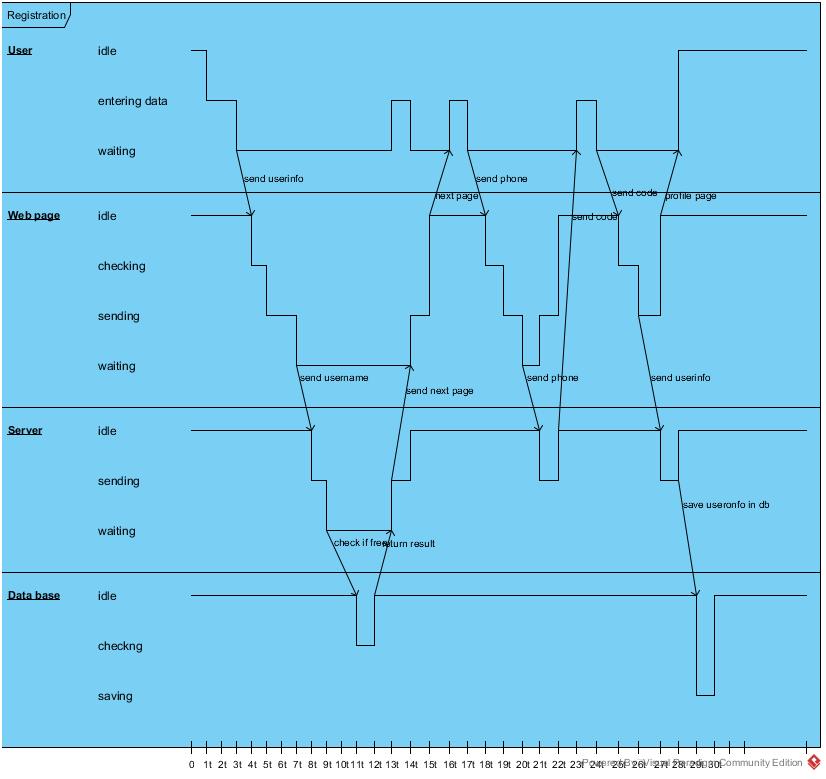 Registration
User
idle
entering data
waiting
send userinfo
next page
send phone
send code
profile page
Web page
idle
send code
checking
sending
waiting
send username
send next page
send phone
send userinfo
Server
idle
sending
waiting
save useronfo in db
check if free
return result
Data base
idle
checkng
saving
0 1t 2t 3t 4t 5t 6t 7t 8t 9t 10t 11t 12t 13t 14t 15t 16t 17t 18t 19t 20t 21t 22t 23t 24t 25t 26t 27t 28t 29t 30t
Powered By Visual Paradigm Community Edition